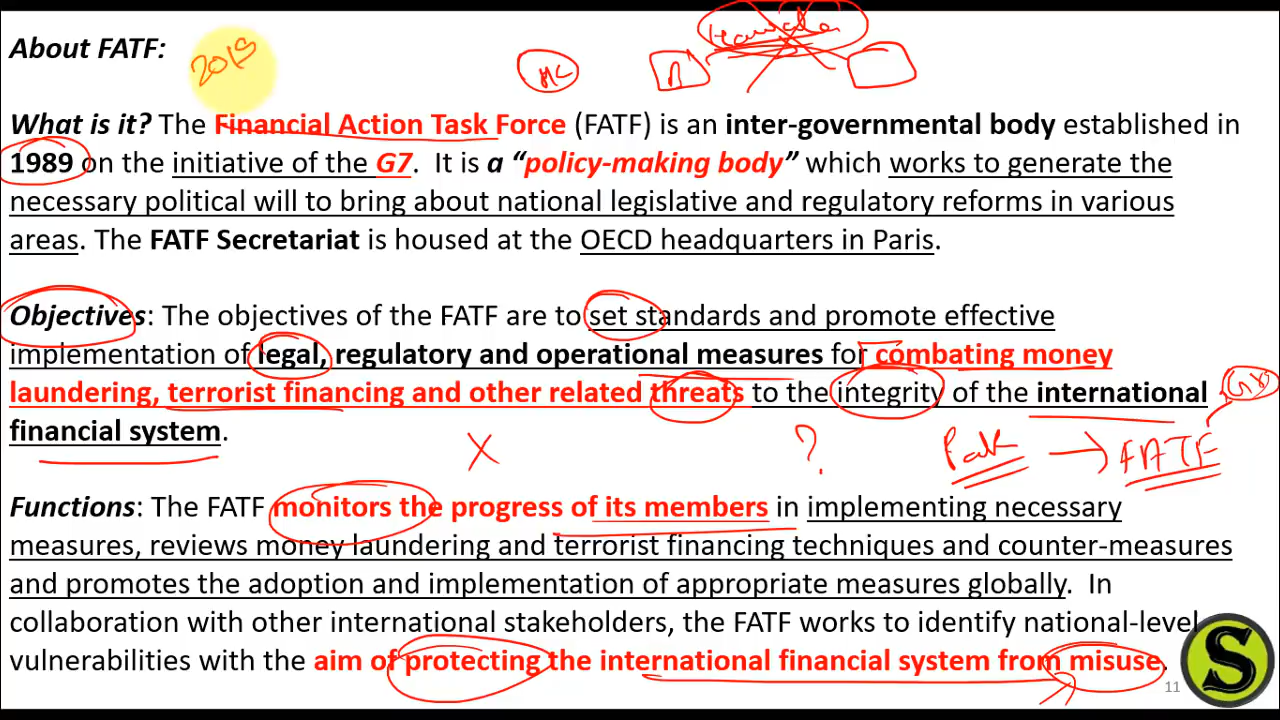 About FATF:
2019
Hawala
What is it? The Financial Action Task Force (FATF) is an inter-governmental body established in
1989 on the initiative of the G7. It is a “policy-making body” which works to generate the
necessary political will to bring about national legislative and regulatory reforms in various
areas. The FATF Secretariat is housed at the OECD headquarters in Paris.
Objectives: The objectives of the FATF are to set standards and promote effective
implementation of legal, regulatory and operational measures for combating money
laundering, terrorist financing and other related threats to the integrity of the international
financial system.
X ? Pak → FATF
Functions: The FATF monitors the progress of its members in implementing necessary
measures, reviews money laundering and terrorist financing techniques and counter-measures
and promotes the adoption and implementation of appropriate measures globally. In
collaboration with other international stakeholders, the FATF works to identify national-level
vulnerabilities with the aim of protecting the international financial system from misuse.
11
S